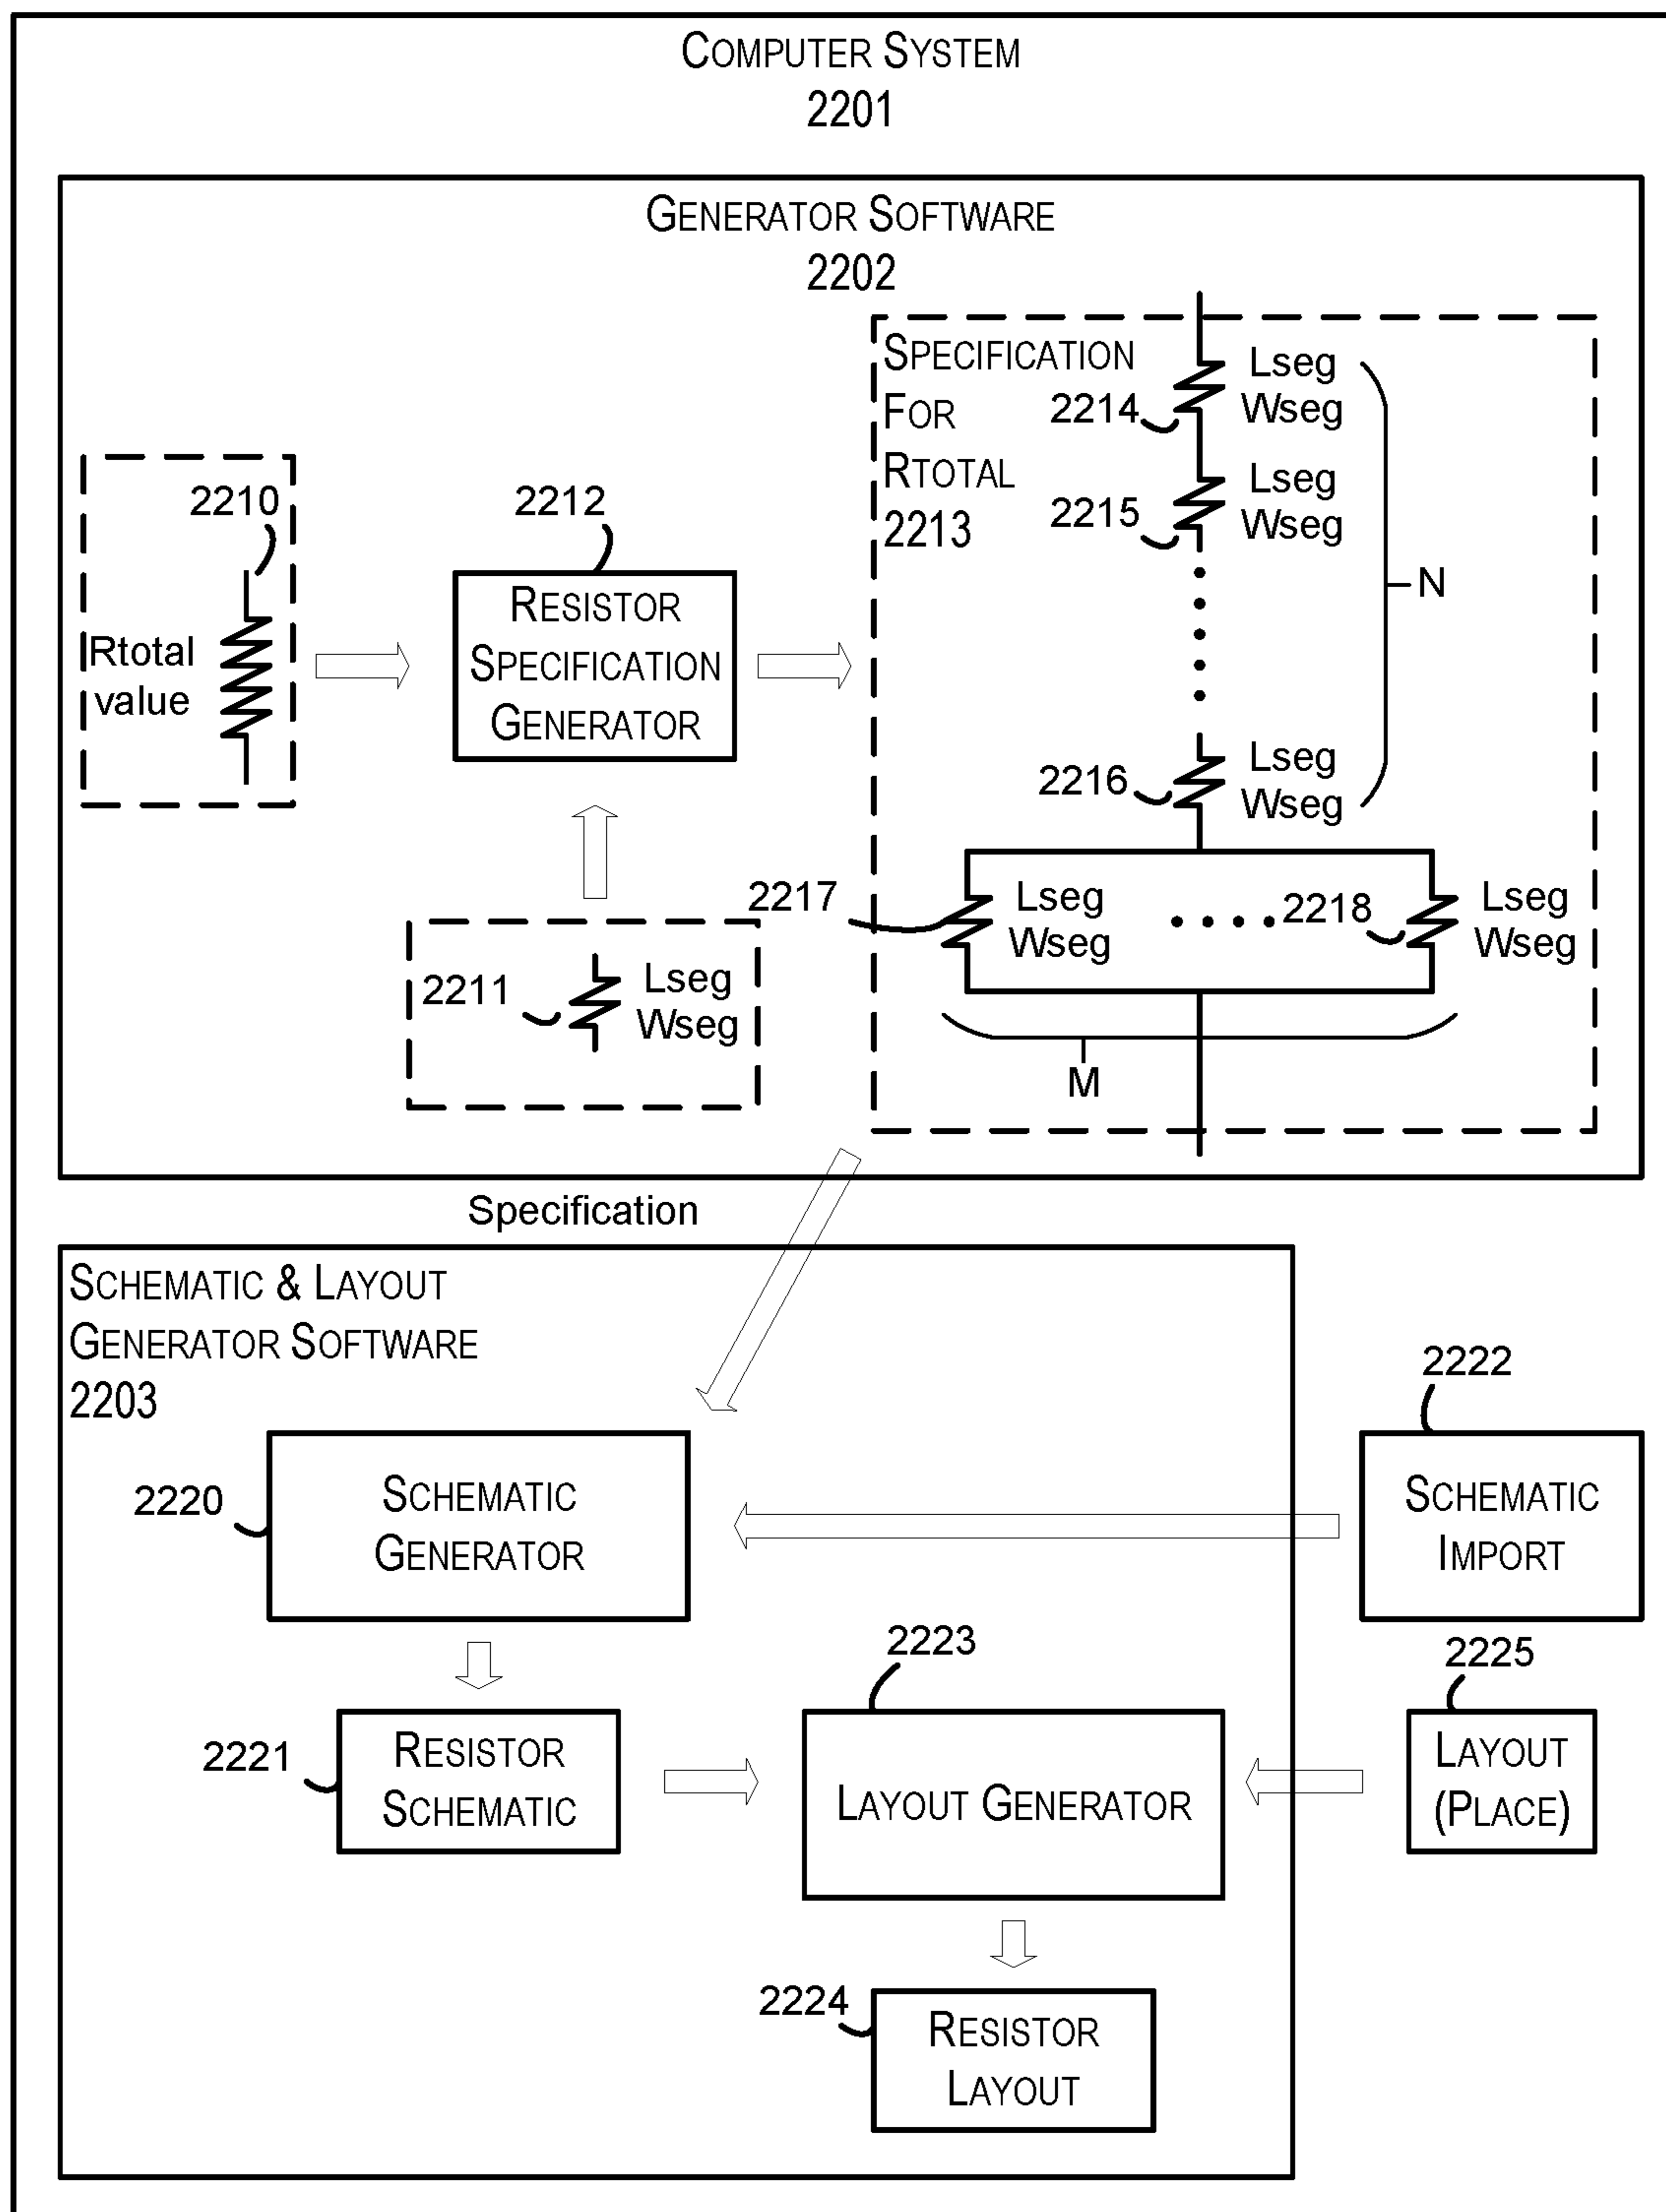 COMPUTER SYSTEM
2201
GENERATOR SOFTWARE
2202
SPECIFICATION
FOR
RTOTAL
2213
2214
Lseg
Wseg
2215
Lseg
Wseg
N
2216
Lseg
Wseg
2217
Lseg
Wseg
2218
Lseg
Wseg
M
2210
Rtotal
value
2212
RESISTOR
SPECIFICATION
GENERATOR
2211
Lseg
Wseg
Specification
SCHEMATIC & LAYOUT
GENERATOR SOFTWARE
2203
2220
SCHEMATIC
GENERATOR
2222
SCHEMATIC
IMPORT
2221
RESISTOR
SCHEMATIC
2223
LAYOUT GENERATOR
2225
LAYOUT
(PLACE)
2224
RESISTOR
LAYOUT